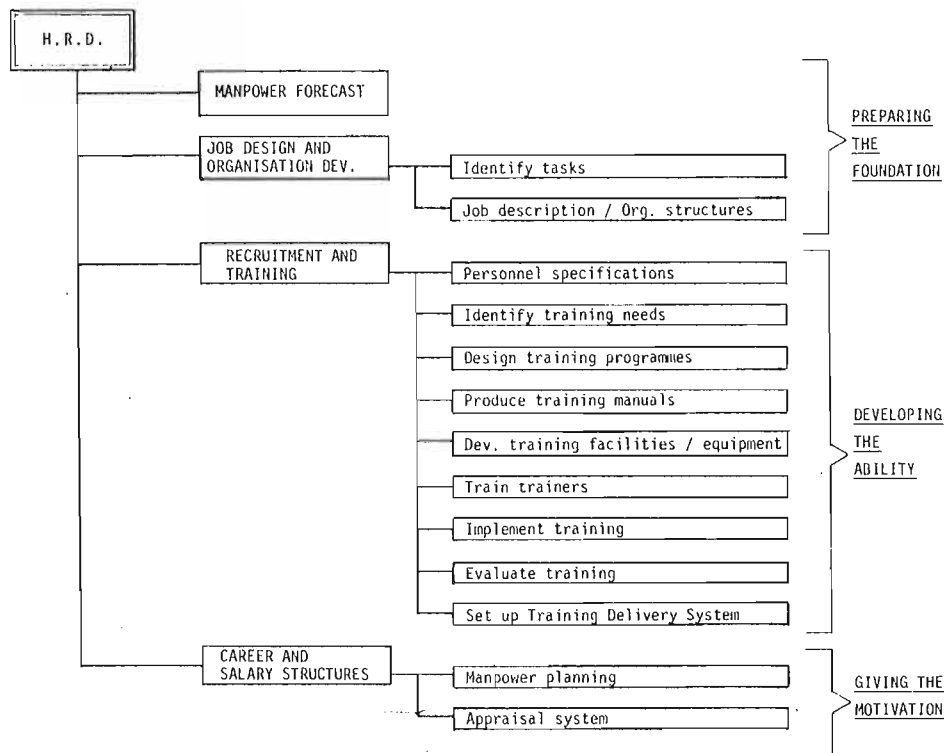 H.R.D.
MANPOWER FORECAST
JOB DESIGN AND
ORGANISATION DEV.
Identify tasks
Job description / Org. structures
PREPARING
THE
FOUNDATION
RECRUITMENT AND
TRAINING
Personnel specifications
Identify training needs
Design training programmes
Produce training manuals
Dev. training facilities / equipment
Train trainers
Implement training
Evaluate training
Set up Training Delivery System
DEVELOPING
THE
ABILITY
CAREER AND
SALARY STRUCTURES
Manpower planning
Appraisal system
GIVING THE
MOTIVATION